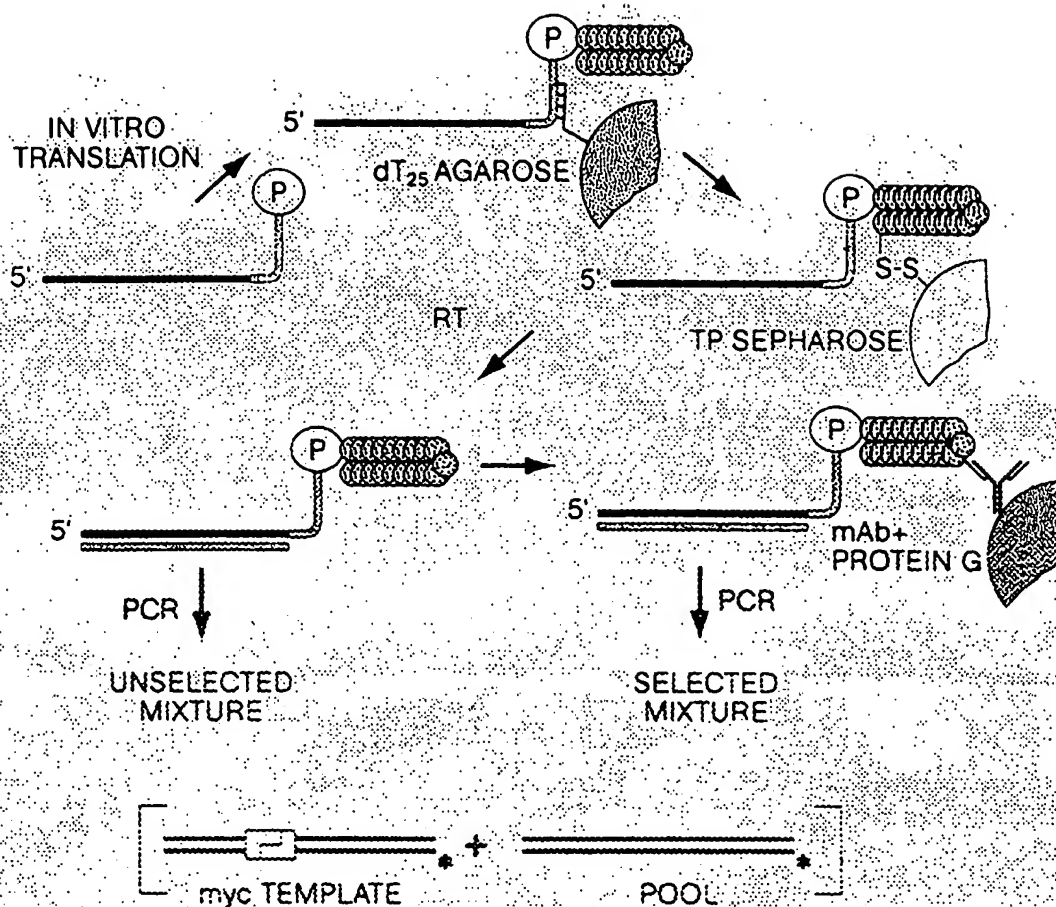 P
5'
IN VITRO
TRANSLATION
dT25 AGAROSE
P
5'
P
5'
S-S
TP SEPHAROSE
RT
P
5'
P
5'
mAb+
PROTEIN G
PCR
PCR
UNSELECTED
MIXTURE
SELECTED
MIXTURE
* + *
myc TEMPLATE
POOL